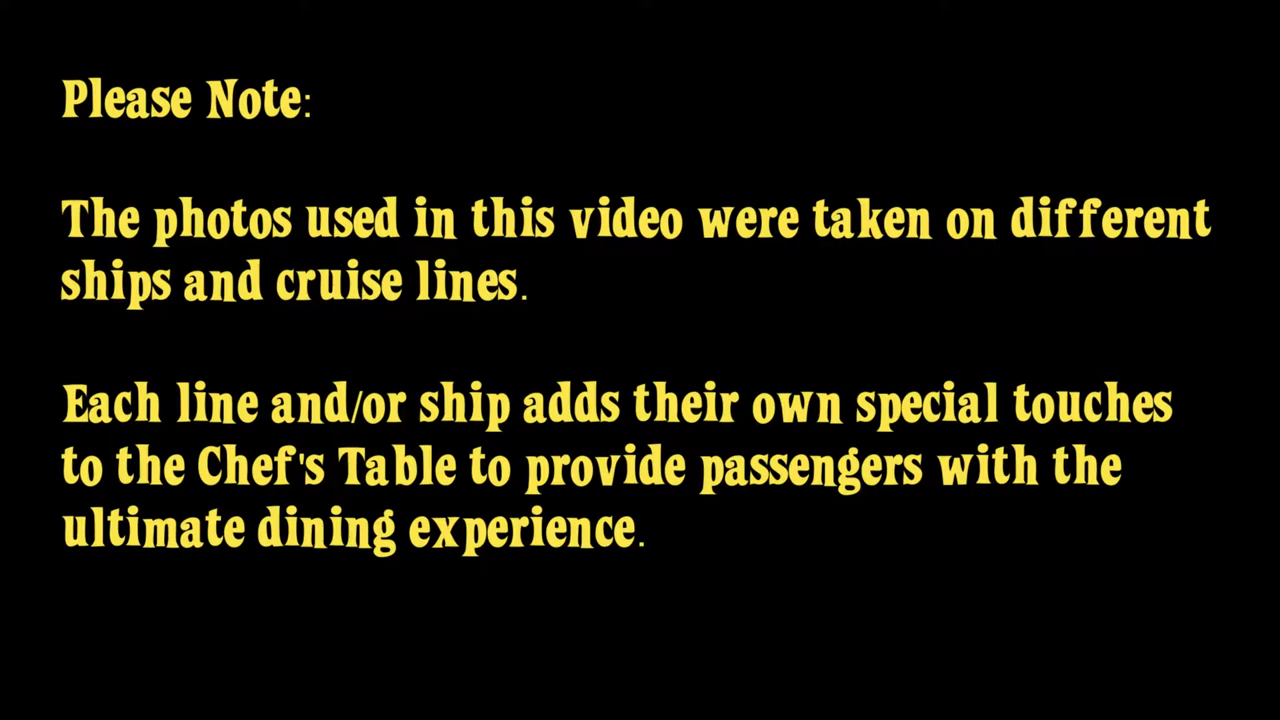 Please Note:
The photos used in this video were taken on different
ships and cruise lines.
Each line and/or ship adds their own special touches
to the Chef's Table to provide passengers with the
ultimate dining experience.